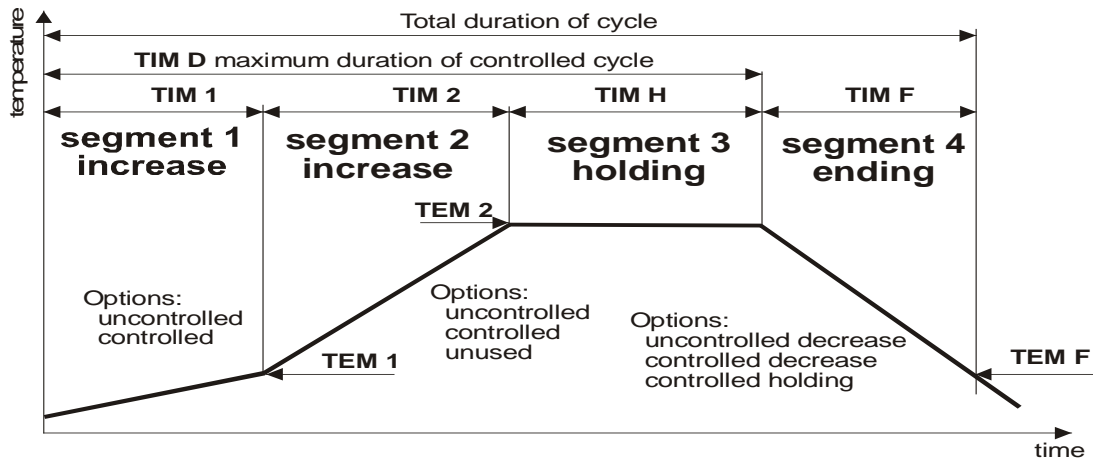 temperature
Total duration of cycle
TIM D maximum duration of controlled cycle
TIM 1
TIM 2
TIM H
TIM F
segment 1
increase
segment 2
increase
segment 3
holding
segment 4
ending
TEM 2
Options:
uncontrolled
controlled
Options:
uncontrolled
controlled
unused
Options:
uncontrolled decrease
controlled decrease
controlled holding
TEM 1
TEM F
time